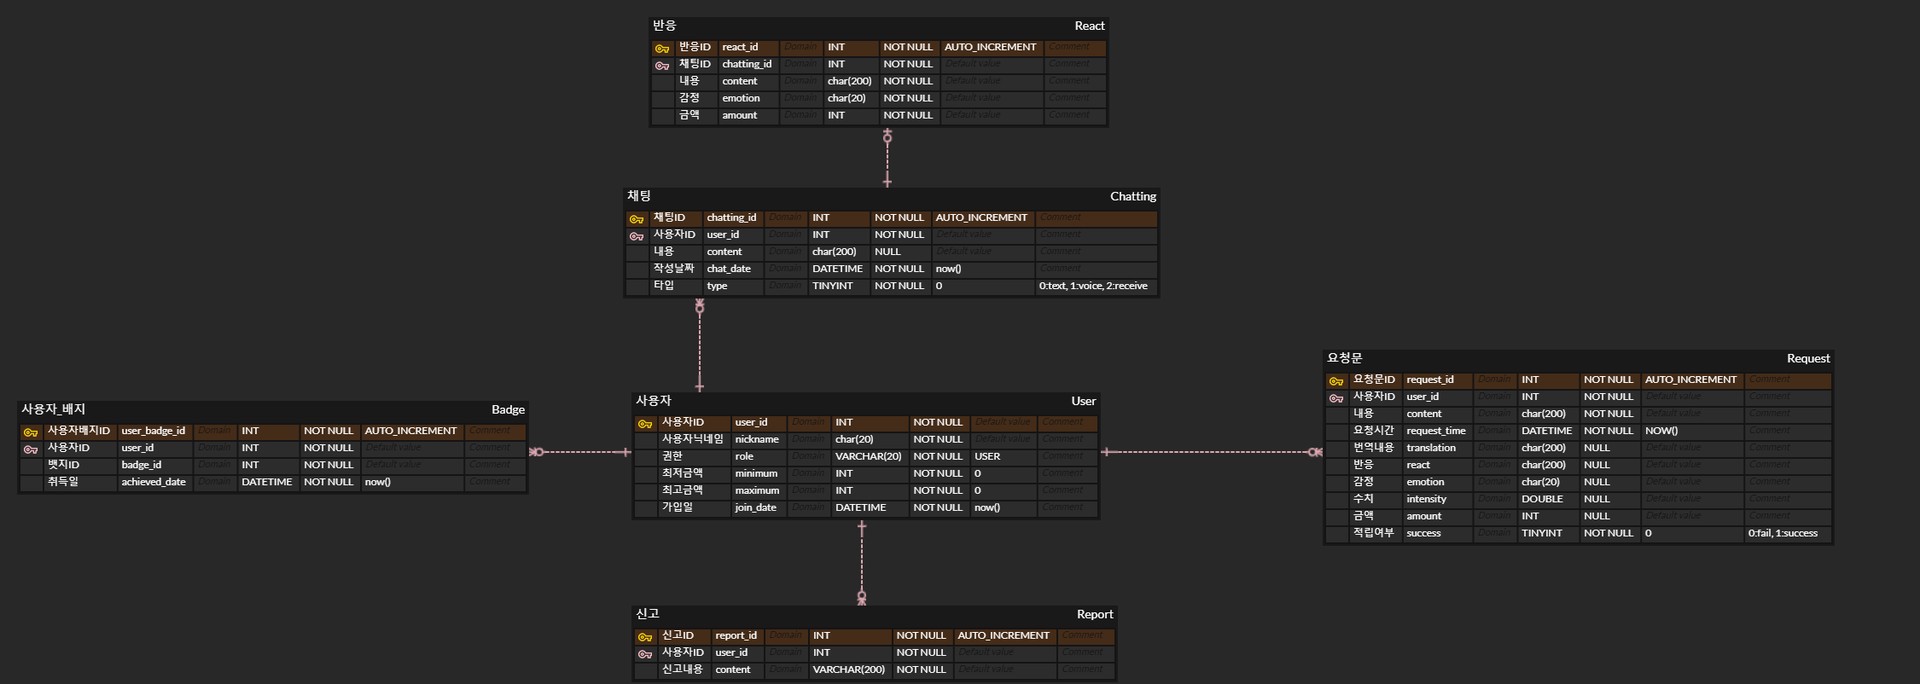 반응 React
반응ID react_id Domain INT NOT NULL AUTO_INCREMENT Comment
채팅ID chatting_id Domain INT NOT NULL Default value Comment
내용 content Domain char(200) NOT NULL Default value Comment
감정 emotion Domain char(20) NOT NULL Default value Comment
금액 amount Domain INT NOT NULL Default value Comment
채팅 Chatting
채팅ID chatting_id Domain INT NOT NULL AUTO_INCREMENT Comment
사용자ID user_id Domain INT NOT NULL Default value Comment
내용 content Domain char(200) NULL Default value Comment
작성날짜 chat_date Domain DATETIME NOT NULL now() Comment
타입 type Domain TINYINT NOT NULL 0 0:text, 1:voice, 2:receive
사용자_배지 Badge
사용자배지ID user_badge_id Domain INT NOT NULL AUTO_INCREMENT Comment
사용자ID user_id Domain INT NOT NULL Default value Comment
뱃지ID badge_id Domain INT NOT NULL Default value Comment
취득일 achieved_date Domain DATETIME NOT NULL now() Comment
사용자 User
사용자ID user_id Domain INT NOT NULL Default value Comment
사용자닉네임 nickname Domain char(20) NOT NULL Default value Comment
권한 role Domain VARCHAR(20) NOT NULL USER Comment
최저금액 minimum Domain INT NOT NULL 0 Comment
최고금액 maximum Domain INT NOT NULL 0 Comment
가입일 join_date Domain DATETIME NOT NULL now() Comment
요청문 Request
요청문ID request_id Domain INT NOT NULL AUTO_INCREMENT Comment
사용자ID user_id Domain INT NOT NULL Default value Comment
내용 content Domain char(200) NOT NULL Default value Comment
요청시간 request_time Domain DATETIME NOT NULL NOW() Comment
번역내용 translation Domain char(200) NULL Default value Comment
반응 react Domain char(200) NULL Default value Comment
감정 emotion Domain char(20) NULL Default value Comment
수치 intensity Domain DOUBLE NULL Default value Comment
금액 amount Domain INT NULL Default value Comment
적립여부 success Domain TINYINT NOT NULL 0 0:fail, 1:success
신고 Report
신고ID report_id Domain INT NOT NULL AUTO_INCREMENT Comment
사용자ID user_id Domain INT NOT NULL Default value Comment
신고내용 content Domain VARCHAR(200) NOT NULL Default value Comment